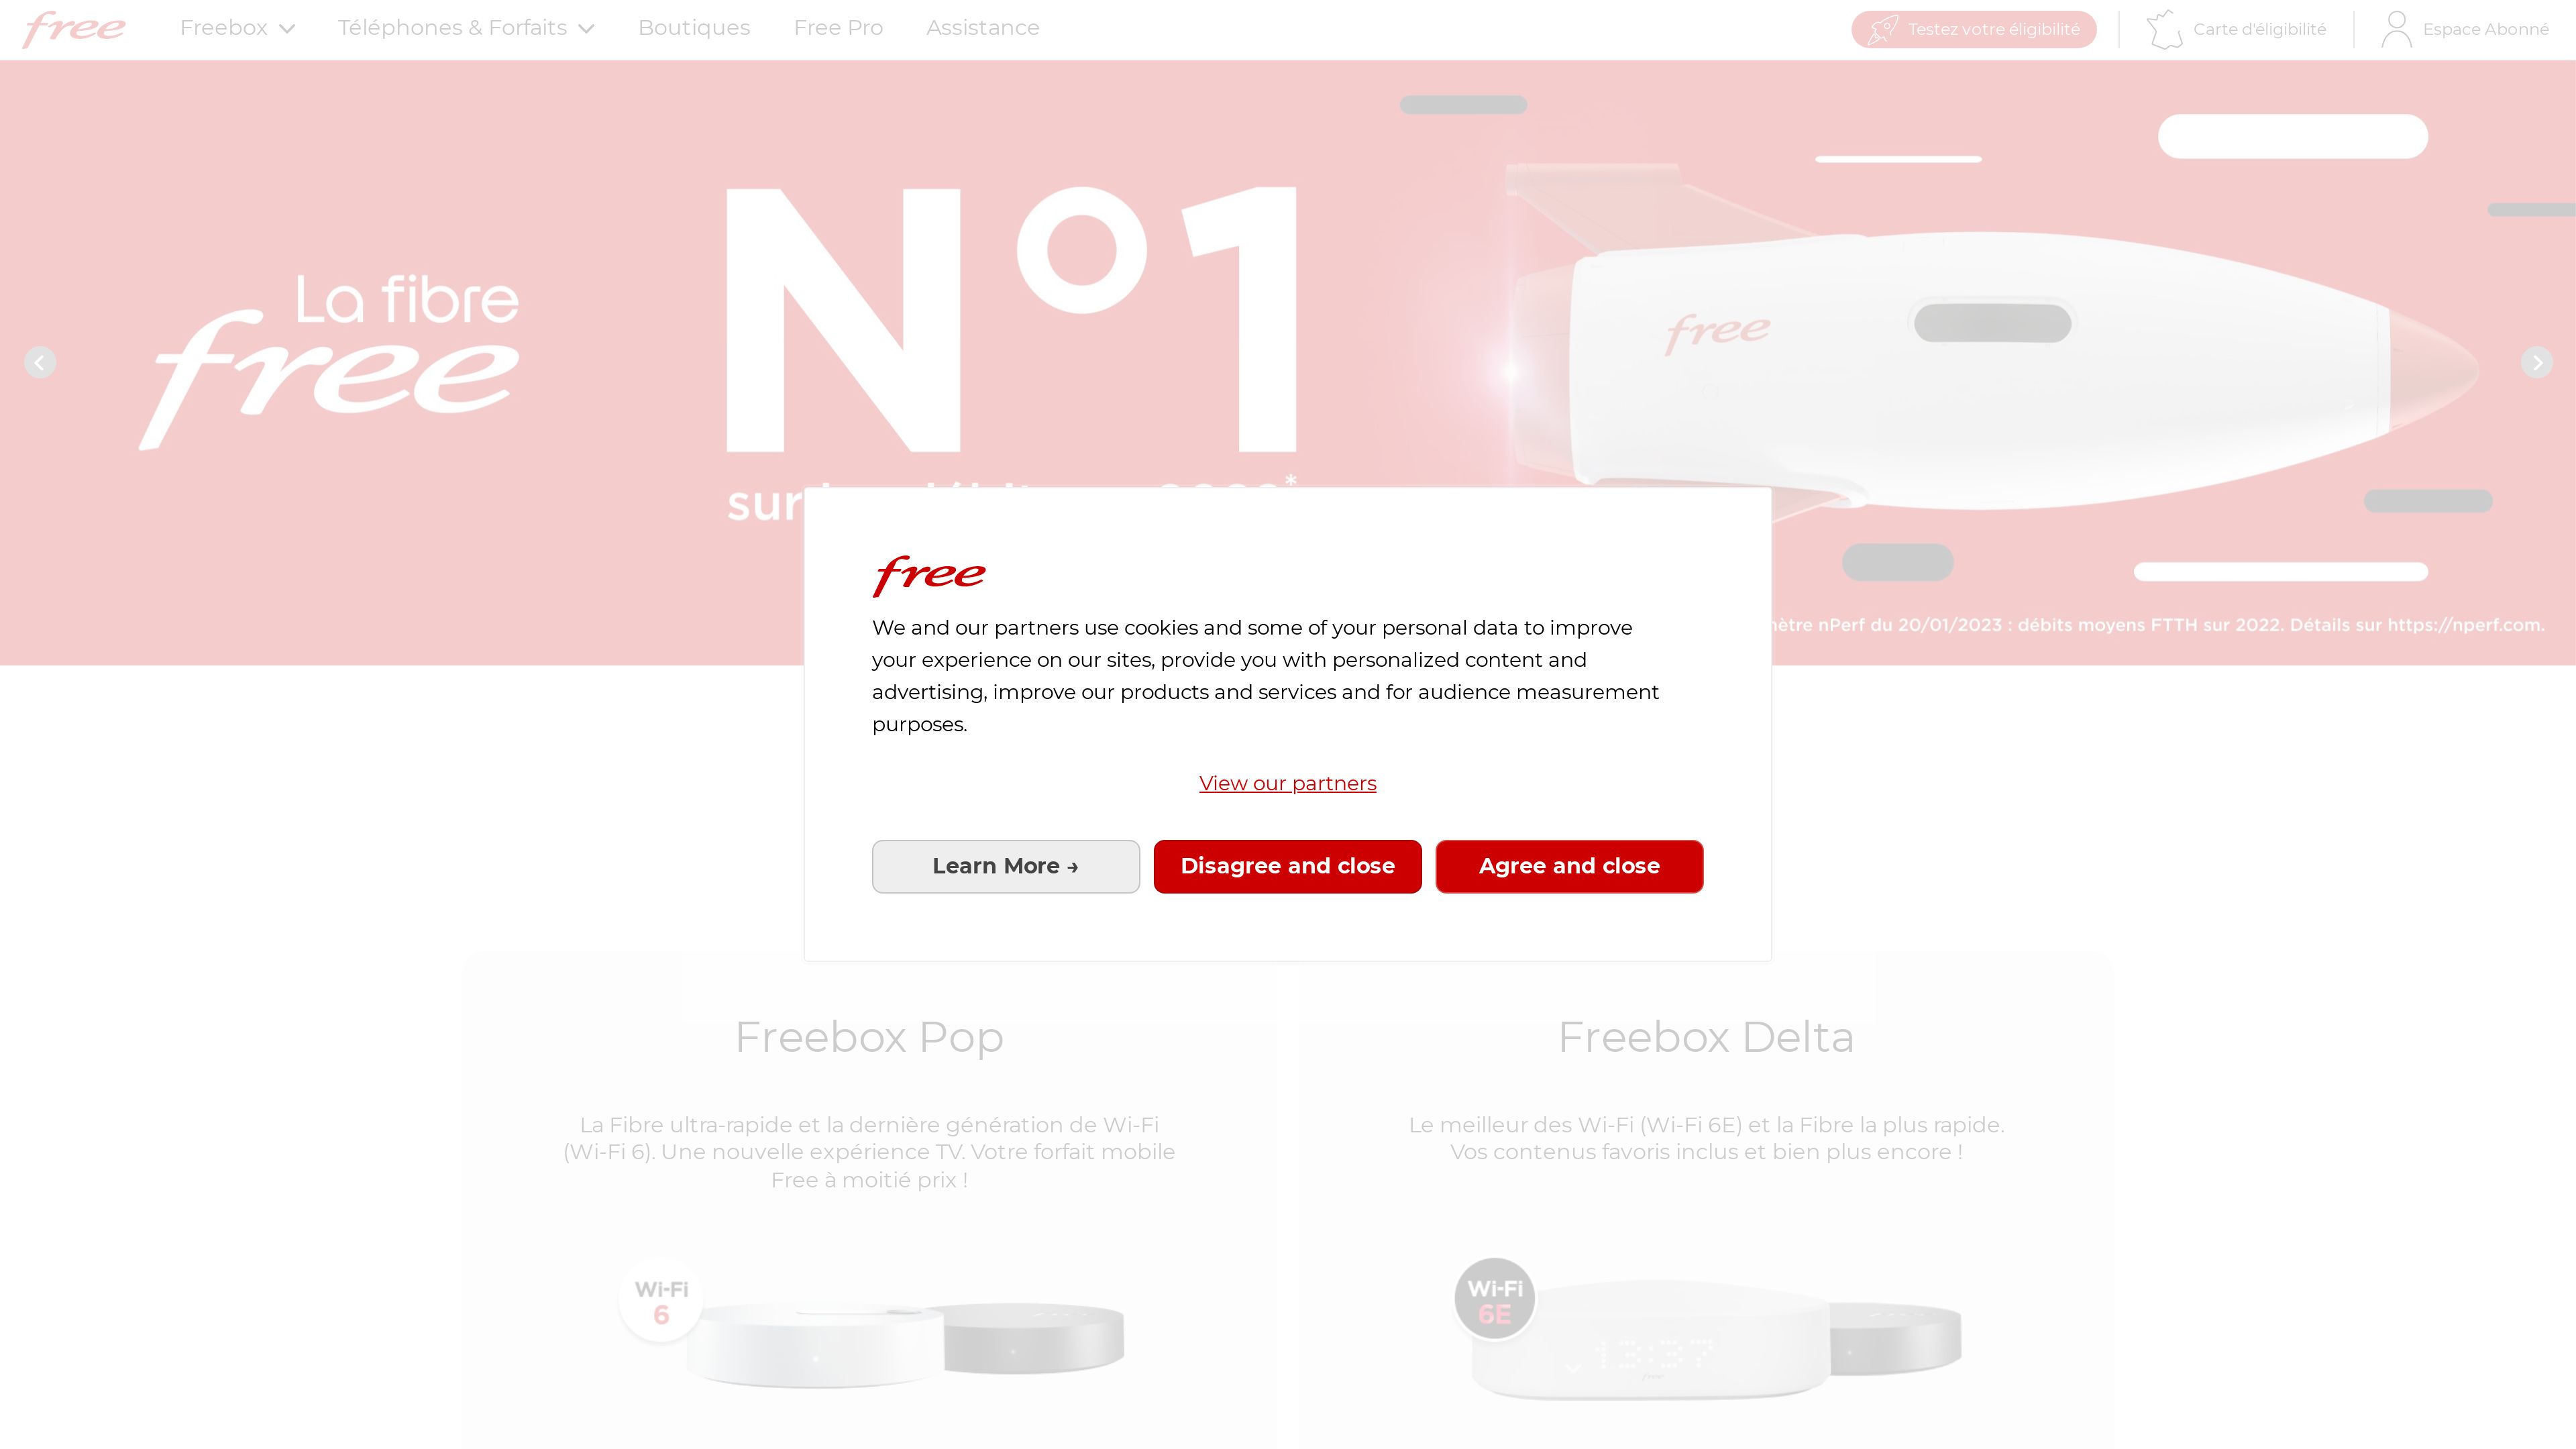 free
Freebox
Téléphones & Forfaits
Boutiques
Free Pro
Assistance
Testez votre éligibilité
Carte d'éligibilité
Espace Abonné
La fibre
free
N°1
sur
*
free
nPerf du 20/01/2023 : débits moyens FTTH sur 2022. Détails sur https://nperf.com.
free
We and our partners use cookies and some of your personal data to improve
your experience on our sites, provide you with personalized content and
advertising, improve our products and services and for audience measurement
purposes.
View our partners
Learn More →
Disagree and close
Agree and close
Freebox Pop
La Fibre ultra-rapide et la dernière génération de Wi-Fi
(Wi-Fi 6). Une nouvelle expérience TV. Votre forfait mobile
Free à moitié prix !
Wi-Fi
6
Freebox Delta
Le meilleur des Wi-Fi (Wi-Fi 6E) et la Fibre la plus rapide.
Vos contenus favoris inclus et bien plus encore !
Wi-Fi
6E
13:37
free